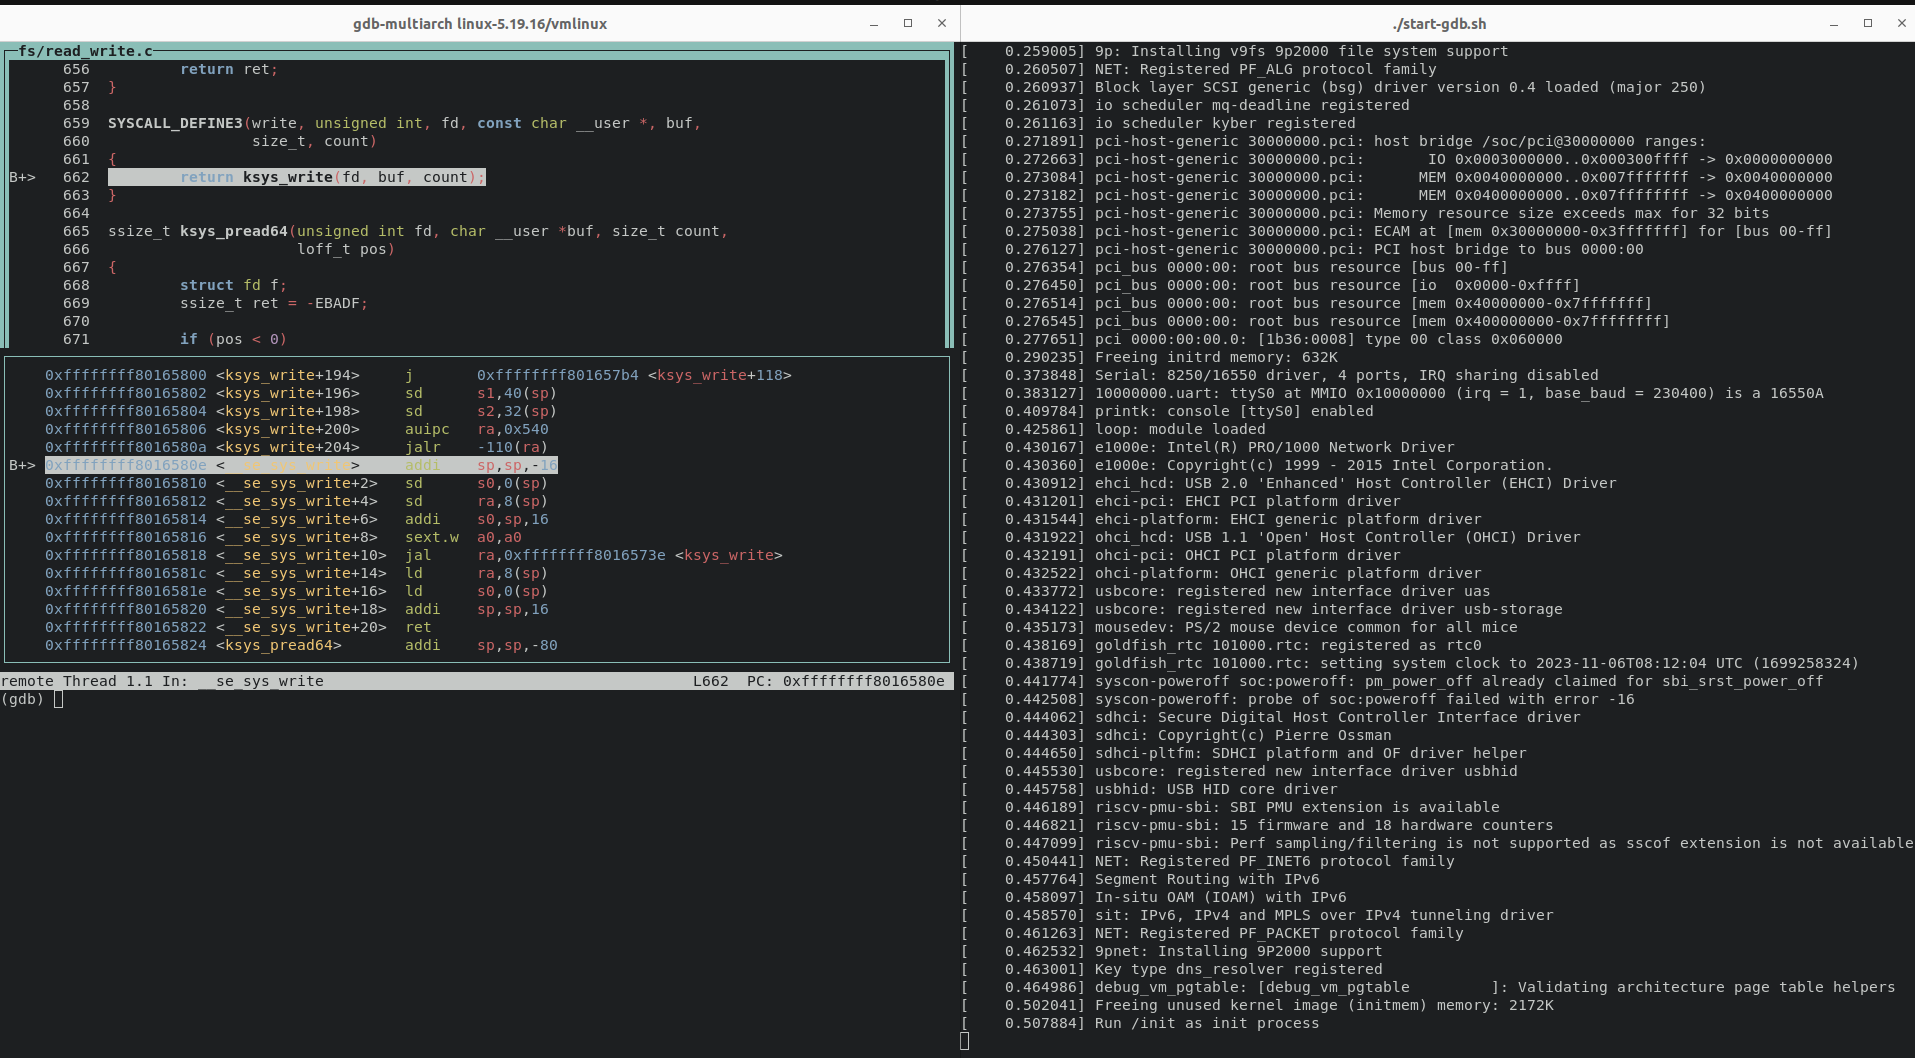 gdb-multiarch linux-5.19.16/vmlinux
fs/read_write.c
656 return ret;
657 }
658
659 SYSCALL_DEFINE3(write, unsigned int, fd, const char __user *, buf,
660 size_t, count)
661 {
B+> 662 return ksys_write(fd, buf, count);
663 }
664
665 ssize_t ksys_pread64(unsigned int fd, char __user *buf, size_t count,
666 loff_t pos)
667 {
668 struct fd f;
669 ssize_t ret = -EBADF;
670
671 if (pos < 0)
0xffffffff80165800 <ksys_write+194> j 0xffffffff801657b4 <ksys_write+118>
0xffffffff80165802 <ksys_write+196> sd s1,40(sp)
0xffffffff80165804 <ksys_write+198> sd s2,32(sp)
0xffffffff80165806 <ksys_write+200> auipc ra,0x540
0xffffffff8016580a <ksys_write+204> jalr -110(ra)
B+> 0xffffffff8016580e <__se_sys_write> addi sp,sp,-16
0xffffffff80165810 <__se_sys_write+2> sd s0,0(sp)
0xffffffff80165812 <__se_sys_write+4> sd ra,8(sp)
0xffffffff80165814 <__se_sys_write+6> addi s0,sp,16
0xffffffff80165816 <__se_sys_write+8> sext.w a0,a0
0xffffffff80165818 <__se_sys_write+10> jal ra,0xffffffff8016573e <ksys_write>
0xffffffff8016581c <__se_sys_write+14> ld ra,8(sp)
0xffffffff8016581e <__se_sys_write+16> ld s0,0(sp)
0xffffffff80165820 <__se_sys_write+18> addi sp,sp,16
0xffffffff80165822 <__se_sys_write+20> ret
0xffffffff80165824 <ksys_pread64> addi sp,sp,-80
remote Thread 1.1 In: __se_sys_write L662 PC: 0xffffffff8016580e
(gdb)
./start-gdb.sh
[ 0.259005] 9p: Installing v9fs 9p2000 file system support
[ 0.260507] NET: Registered PF_ALG protocol family
[ 0.260937] Block layer SCSI generic (bsg) driver version 0.4 loaded (major 250)
[ 0.261073] io scheduler mq-deadline registered
[ 0.261163] io scheduler kyber registered
[ 0.271891] pci-host-generic 30000000.pci: host bridge /soc/pci@30000000 ranges:
[ 0.272663] pci-host-generic 30000000.pci: IO 0x0003000000..0x000300ffff -> 0x0000000000
[ 0.273084] pci-host-generic 30000000.pci: MEM 0x0040000000..0x007fffffff -> 0x0040000000
[ 0.273182] pci-host-generic 30000000.pci: MEM 0x0400000000..0x07ffffffff -> 0x0400000000
[ 0.273755] pci-host-generic 30000000.pci: Memory resource size exceeds max for 32 bits
[ 0.275038] pci-host-generic 30000000.pci: ECAM at [mem 0x30000000-0x3fffffff] for [bus 00-ff]
[ 0.276127] pci-host-generic 30000000.pci: PCI host bridge to bus 0000:00
[ 0.276354] pci_bus 0000:00: root bus resource [bus 00-ff]
[ 0.276450] pci_bus 0000:00: root bus resource [io 0x0000-0xffff]
[ 0.276514] pci_bus 0000:00: root bus resource [mem 0x40000000-0x7fffffff]
[ 0.276545] pci_bus 0000:00: root bus resource [mem 0x400000000-0x7ffffffff]
[ 0.277651] pci 0000:00:00.0: [1b36:0008] type 00 class 0x060000
[ 0.290235] Freeing initrd memory: 632K
[ 0.373848] Serial: 8250/16550 driver, 4 ports, IRQ sharing disabled
[ 0.383127] 10000000.uart: ttyS0 at MMIO 0x10000000 (irq = 1, base_baud = 230400) is a 16550A
[ 0.409784] printk: console [ttyS0] enabled
[ 0.425861] loop: module loaded
[ 0.430167] e1000e: Intel(R) PRO/1000 Network Driver
[ 0.430360] e1000e: Copyright(c) 1999 - 2015 Intel Corporation.
[ 0.430912] ehci_hcd: USB 2.0 'Enhanced' Host Controller (EHCI) Driver
[ 0.431201] ehci-pci: EHCI PCI platform driver
[ 0.431544] ehci-platform: EHCI generic platform driver
[ 0.431922] ohci_hcd: USB 1.1 'Open' Host Controller (OHCI) Driver
[ 0.432191] ohci-pci: OHCI PCI platform driver
[ 0.432522] ohci-platform: OHCI generic platform driver
[ 0.433772] usbcore: registered new interface driver uas
[ 0.434122] usbcore: registered new interface driver usb-storage
[ 0.435173] mousedev: PS/2 mouse device common for all mice
[ 0.438169] goldfish_rtc 101000.rtc: registered as rtc0
[ 0.438719] goldfish_rtc 101000.rtc: setting system clock to 2023-11-06T08:12:04 UTC (1699258324)
[ 0.441774] syscon-poweroff soc:poweroff: pm_power_off already claimed for sbi_srst_power_off
[ 0.442508] syscon-poweroff: probe of soc:poweroff failed with error -16
[ 0.444062] sdhci: Secure Digital Host Controller Interface driver
[ 0.444303] sdhci: Copyright(c) Pierre Ossman
[ 0.444650] sdhci-pltfm: SDHCI platform and OF driver helper
[ 0.445530] usbcore: registered new interface driver usbhid
[ 0.445758] usbhid: USB HID core driver
[ 0.446189] riscv-pmu-sbi: SBI PMU extension is available
[ 0.446821] riscv-pmu-sbi: 15 firmware and 18 hardware counters
[ 0.447099] riscv-pmu-sbi: Perf sampling/filtering is not supported as sscof extension is not available
[ 0.450441] NET: Registered PF_INET6 protocol family
[ 0.457764] Segment Routing with IPv6
[ 0.458097] In-situ OAM (IOAM) with IPv6
[ 0.458570] sit: IPv6, IPv4 and MPLS over IPv4 tunneling driver
[ 0.461263] NET: Registered PF_PACKET protocol family
[ 0.462532] 9pnet: Installing 9P2000 support
[ 0.463001] Key type dns_resolver registered
[ 0.464986] debug_vm_pgtable: [debug_vm_pgtable ]: Validating architecture page table helpers
[ 0.502041] Freeing unused kernel image (initmem) memory: 2172K
[ 0.507884] Run /init as init process